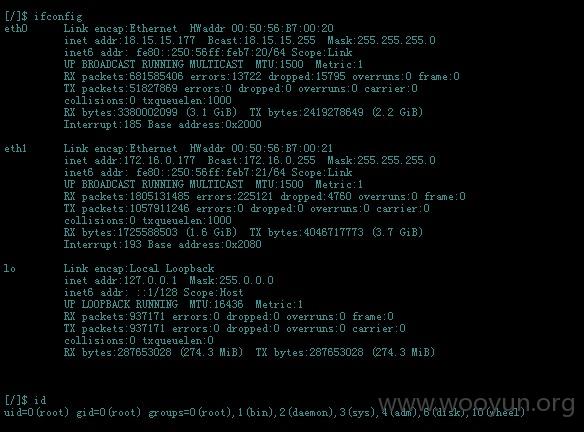 [/]$ ifconfig
eth0 Link encap:Ethernet HWaddr 00:50:56:B7:00:20
inet addr:18.15.15.177 Bcast:18.15.15.255 Mask:255.255.255.0
inet6 addr: fe80::250:56ff:feb7:20/64 Scope:Link
UP BROADCAST RUNNING MULTICAST MTU:1500 Metric:1
RX packets:681585406 errors:13722 dropped:15795 overruns:0 frame:0
TX packets:51827869 errors:0 dropped:0 overruns:0 carrier:0
collisions:0 txqueuelen:1000
RX bytes:3380002099 (3.1 GiB) TX bytes:2419278649 (2.2 GiB)
Interrupt:185 Base address:0x2000
eth1 Link encap:Ethernet HWaddr 00:50:56:B7:00:21
inet addr:172.16.0.177 Bcast:172.16.0.255 Mask:255.255.255.0
inet6 addr: fe80::250:56ff:feb7:21/64 Scope:Link
UP BROADCAST RUNNING MULTICAST MTU:1500 Metric:1
RX packets:1805131485 errors:225121 dropped:4760 overruns:0 frame:0
TX packets:1057911246 errors:0 dropped:0 overruns:0 carrier:0
collisions:0 txqueuelen:1000
RX bytes:1725588503 (1.6 GiB) TX bytes:4046717773 (3.7 GiB)
Interrupt:193 Base address:0x2080
lo Link encap:Local Loopback
inet addr:127.0.0.1 Mask:255.0.0.0
inet6 addr: ::1/128 Scope:Host
UP LOOPBACK RUNNING MTU:16436 Metric:1
RX packets:937171 errors:0 dropped:0 overruns:0 frame:0
TX packets:937171 errors:0 dropped:0 overruns:0 carrier:0
collisions:0 txqueuelen:0
RX bytes:287653028 (274.3 MiB) TX bytes:287653028 (274.3 MiB)
[/]$ id
uid=0(root) gid=0(root) groups=0(root),1(bin),2(daemon),3(sys),4(adm),6(disk),10(wheel)
www.wooyun.org